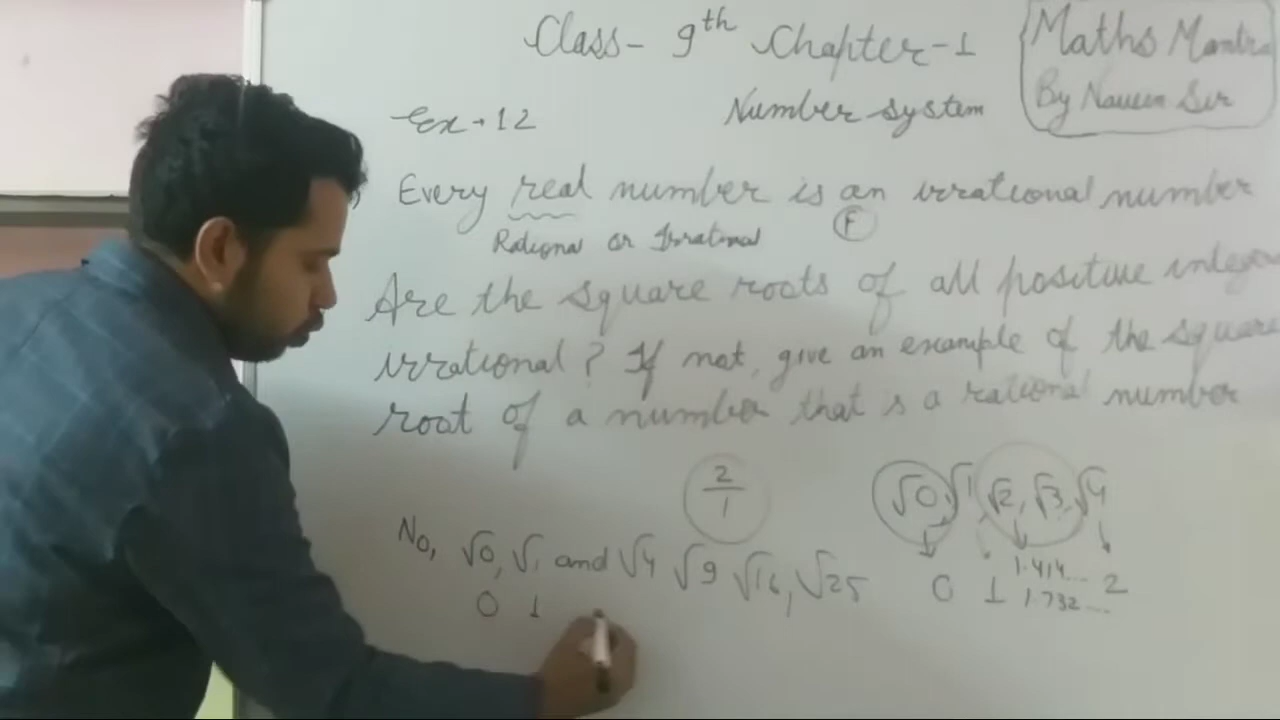 Class- 9th Chapter-1
Maths Mantra
By Naveen Sir
Ex - 12
Number system
Every real number is an irrational number
Rational or Irrational
F
Are the square roots of all positive
irrational? If not, give an example of the square
root of a number that is a rational number
2/1
√0, √1 √2, √3, √4
No, √0, √1 and √4 √9 √16, √25
0 1 1.414... 2
1.732...
0 1